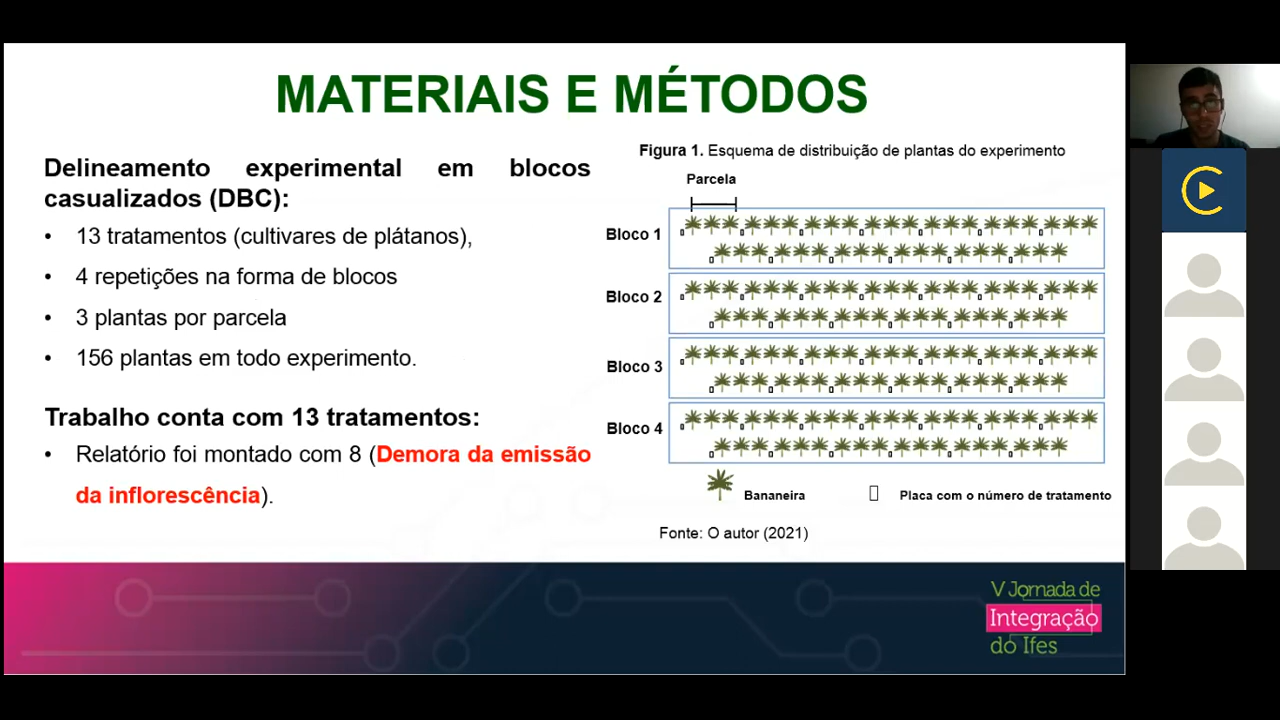 MATERIAIS E MÉTODOS
Delineamento experimental em blocos
casualizados (DBC):
• 13 tratamentos (cultivares de plátanos),
• 4 repetições na forma de blocos
• 3 plantas por parcela
• 156 plantas em todo experimento.
Trabalho conta com 13 tratamentos:
• Relatório foi montado com 8 (Demora da emissão
da inflorescência).
Figura 1. Esquema de distribuição de plantas do experimento
Parcela
Bloco 1
Bloco 2
Bloco 3
Bloco 4
Bananeira
Placa com o número de tratamento
Fonte: O autor (2021)
V Jornada de
Integração
do Ifes